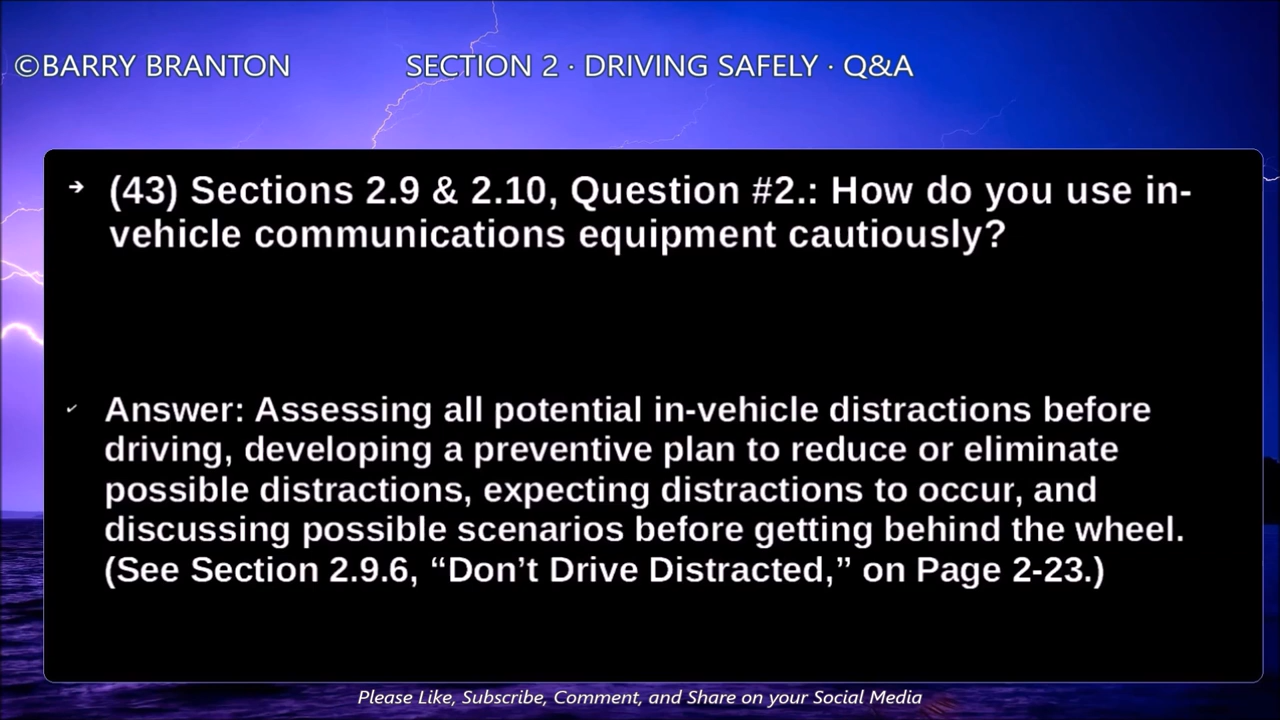 ©BARRY BRANTON
SECTION 2 · DRIVING SAFELY · Q&A
(43) Sections 2.9 & 2.10, Question #2.: How do you use in-
vehicle communications equipment cautiously?
Answer: Assessing all potential in-vehicle distractions before
driving, developing a preventive plan to reduce or eliminate
possible distractions, expecting distractions to occur, and
discussing possible scenarios before getting behind the wheel.
(See Section 2.9.6, “Don’t Drive Distracted,” on Page 2-23.)
Please Like, Subscribe, Comment, and Share on your Social Media